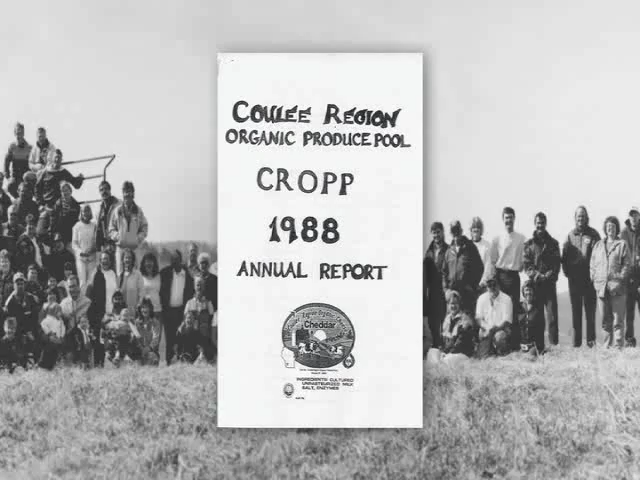 COULEE REGION
ORGANIC PRODUCE POOL
CROPP
1988
ANNUAL REPORT
Cheddar
INGREDIENTS: CULTURED
UNPASTEURIZED MILK
SALT, ENZYMES